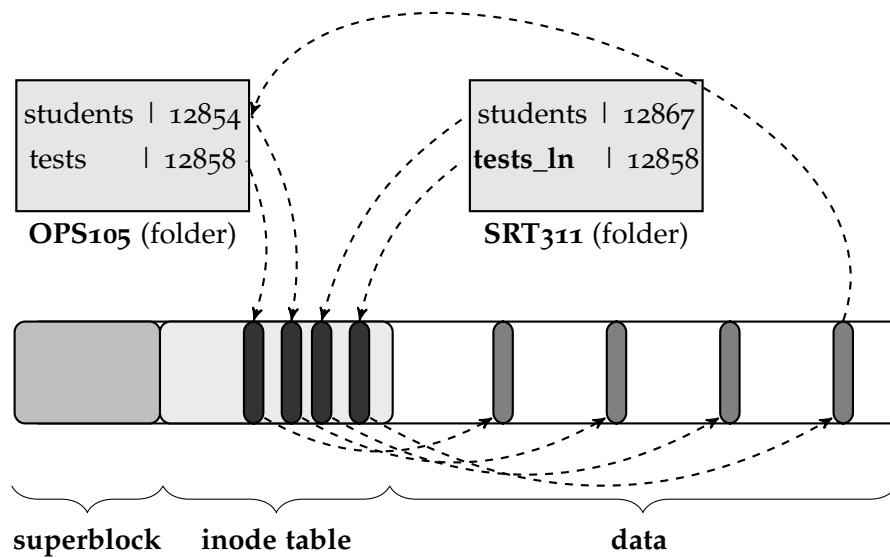 students | 12854
tests | 12858
OPS105 (folder)
students | 12867
tests_ln | 12858
SRT311 (folder)
superblock
inode table
data